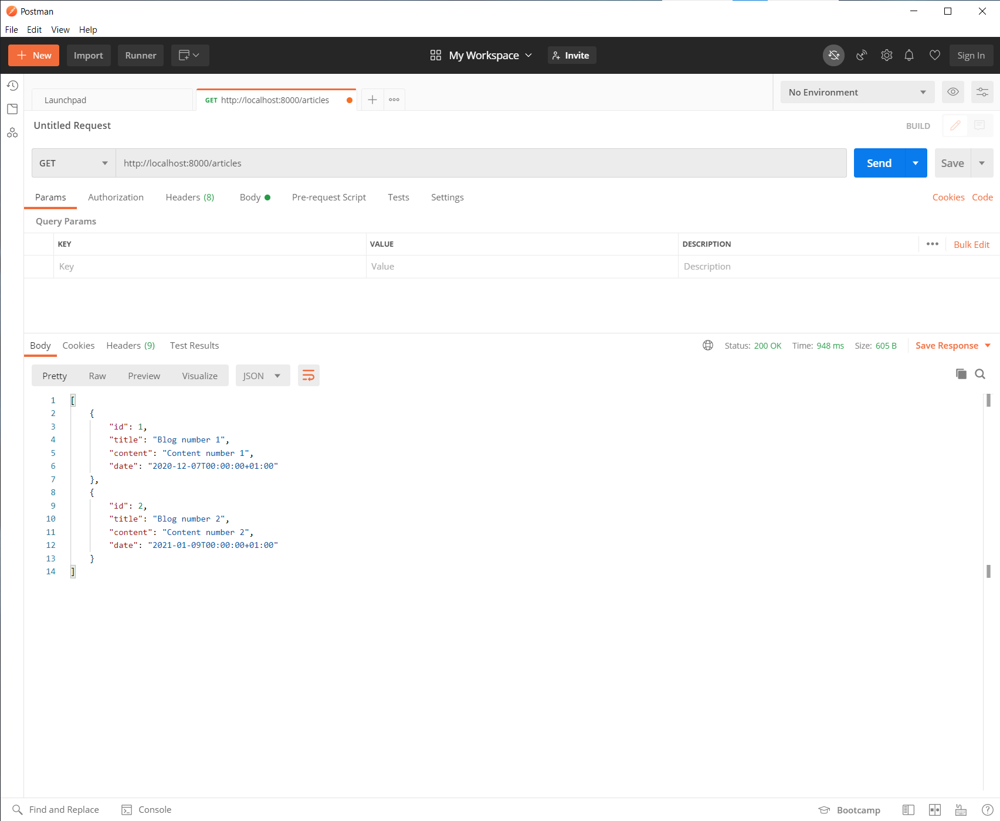 Postman
File Edit View Help
New Import Runner My Workspace Invite Sign In
Launchpad GET http://localhost:8000/articles No Environment
Untitled Request BUILD
GET http://localhost:8000/articles Send Save
Params Authorization Headers (8) Body Pre-request Script Tests Settings Cookies Code
Query Params
KEY VALUE DESCRIPTION Bulk Edit
Key Value Description
Body Cookies Headers (9) Test Results Status: 200 OK Time: 948 ms Size: 605 B Save Response
Pretty Raw Preview Visualize JSON
1 [
2 {
3 "id": 1,
4 "title": "Blog number 1",
5 "content": "Content number 1",
6 "date": "2020-12-07T00:00:00+01:00"
7 },
8 {
9 "id": 2,
10 "title": "Blog number 2",
11 "content": "Content number 2",
12 "date": "2021-01-09T00:00:00+01:00"
13 }
14 ]
Find and Replace Console Bootcamp